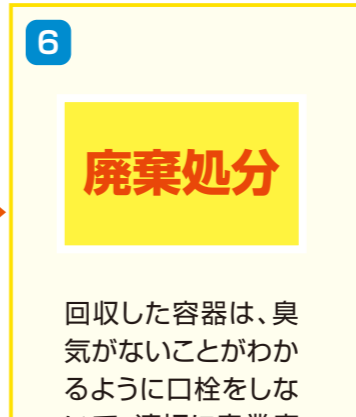 6
廃棄処分
回収した容器は、臭
気がないことがわか
るように口栓をしな